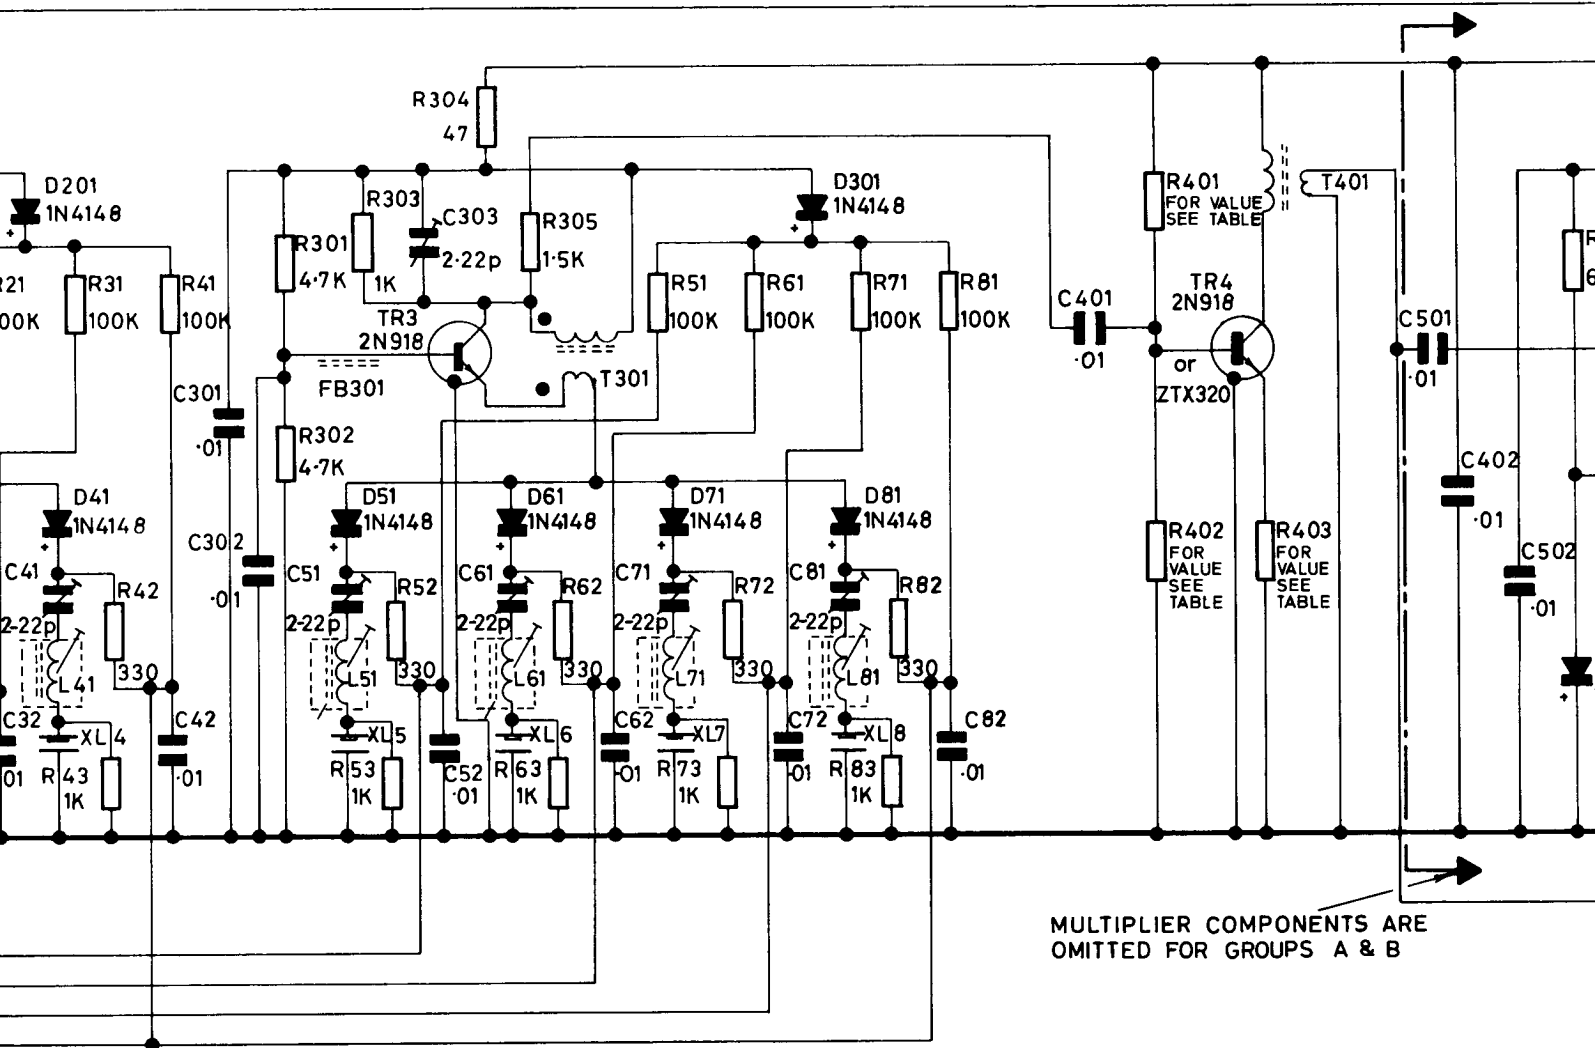 R304
47
D201
1N4148
+
R303
1K
C303
2·22p
R305
1·5K
D301
1N4148
+
R401
FOR VALUE
SEE TABLE
T401
R301
4·7K
R21
00K
R31
100K
R41
100K
R51
100K
R61
100K
R71
100K
R81
100K
TR3
2N918
FB301
T301
C401
·01
TR4
2N918
or
ZTX320
C501
·01
R
6
C301
·01
R302
4·7K
C402
·01
D41
1N4148
+
D51
1N4148
+
D61
1N4148
+
D71
1N4148
+
D81
1N4148
+
R402
FOR
VALUE
SEE
TABLE
R403
FOR
VALUE
SEE
TABLE
C302
·01
C502
·01
C41
2-22p
R42
330
C51
2-22p
R52
330
C61
2-22p
R62
330
C71
2-22p
R72
330
C81
2-22p
R82
330
L41
L51
L61
L71
L81
+
C32
01
XL4
R43
1K
C42
·01
XL5
R53
1K
C52
·01
XL6
R63
1K
C62
·01
XL7
R73
1K
C72
·01
XL8
R83
1K
C82
·01
MULTIPLIER COMPONENTS ARE
OMITTED FOR GROUPS A & B